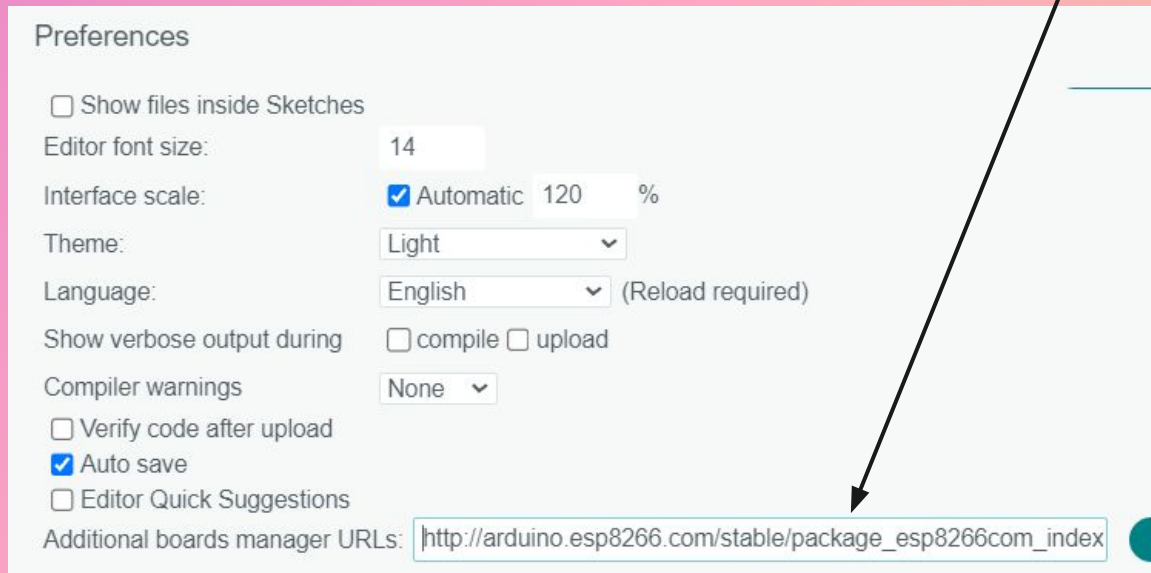 Preferences
Show files inside Sketches
Editor font size: 14
Interface scale: Automatic 120 %
Theme: Light
Language: English (Reload required)
Show verbose output during compile upload
Compiler warnings None
Verify code after upload
Auto save
Editor Quick Suggestions
Additional boards manager URLs: http://arduino.esp8266.com/stable/package_esp8266com_index